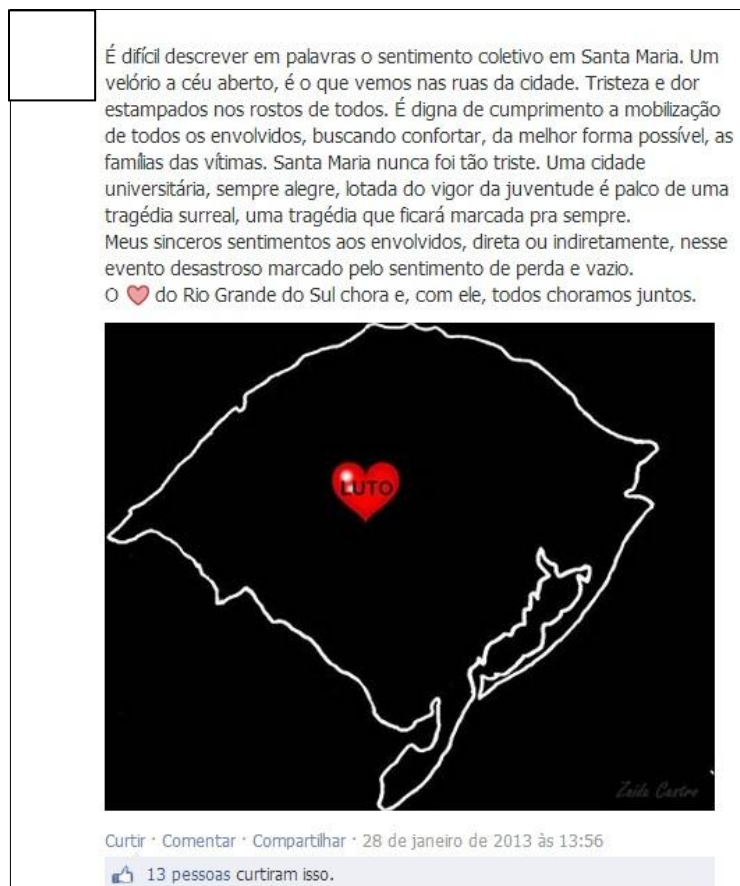 É difícil descrever em palavras o sentimento coletivo em Santa Maria. Um
velório a céu aberto, é o que vemos nas ruas da cidade. Tristeza e dor
estampados nos rostos de todos. É digna de cumprimento a mobilização
de todos os envolvidos, buscando confortar, da melhor forma possível, as
famílias das vítimas. Santa Maria nunca foi tão triste. Uma cidade
universitária, sempre alegre, lotada do vigor da juventude é palco de uma
tragédia surreal, uma tragédia que ficará marcada pra sempre.
Meus sinceros sentimentos aos envolvidos, direta ou indiretamente, nesse
evento desastroso marcado pelo sentimento de perda e vazio.
O ♥ do Rio Grande do Sul chora e, com ele, todos choramos juntos.
LUTO
Zaida Castro
Curtir · Comentar · Compartilhar · 28 de janeiro de 2013 às 13:56
13 pessoas curtiram isso.